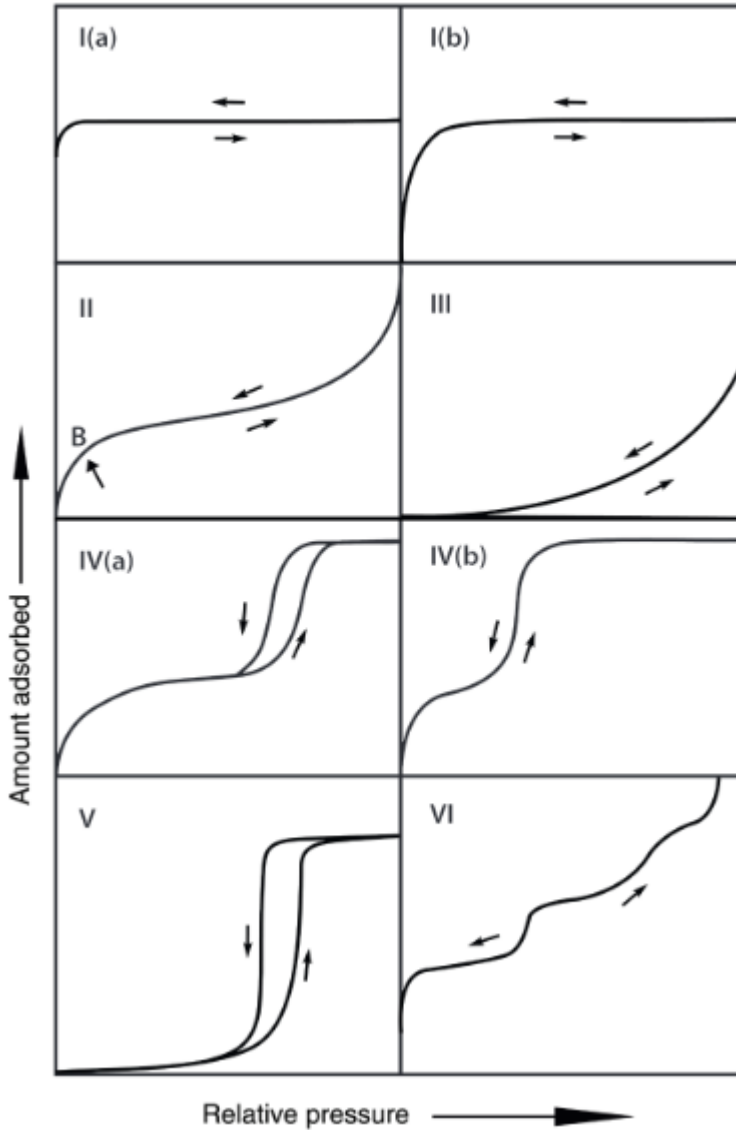 I(a)
I(b)
II
III
B
IV(a)
IV(b)
V
VI
Amount adsorbed
Relative pressure